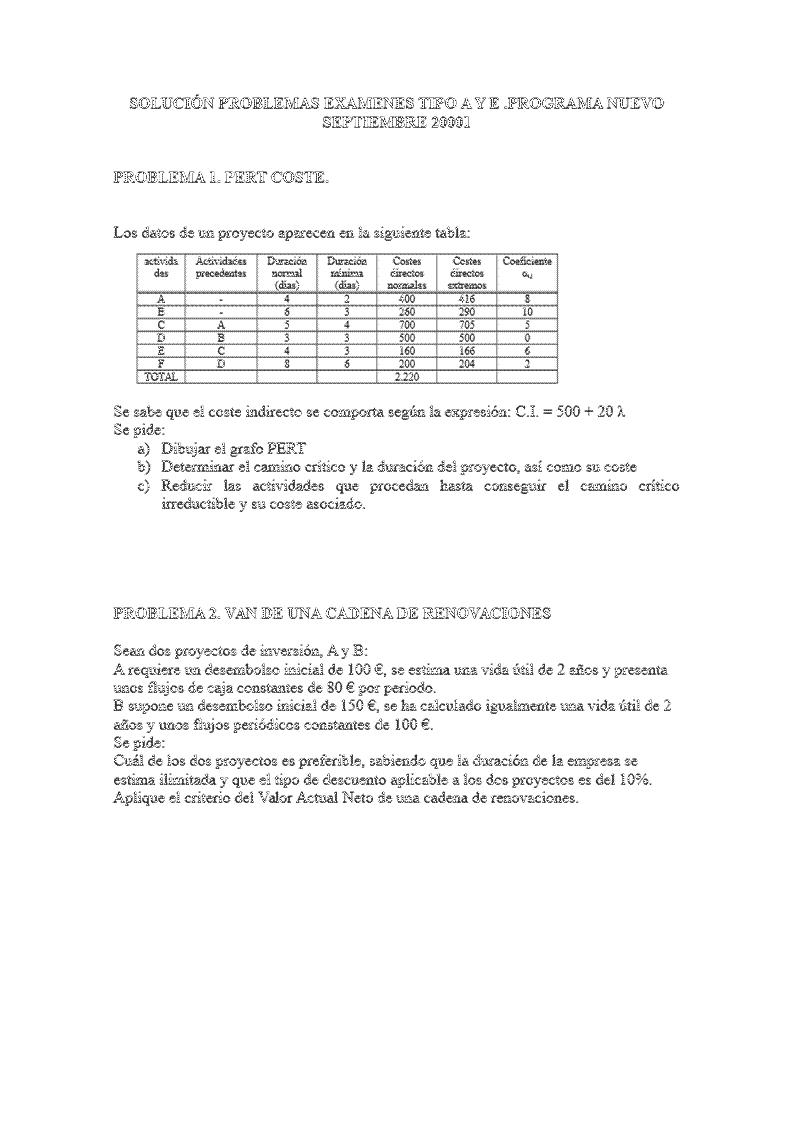 SOLUCIÓN PROBLEMAS EXAMENES TIPO A Y E .PROGRAMA NUEVO
SEPTIEMBRE 20001
PROBLEMA 1. PERT COSTE.
Los datos de un proyecto aparecen en la siguiente tabla:
activida des Actividades precedentes Duración normal (días) Duración mínima (días) Costes directos normales Costes directos extremos Coeficiente αi,j
A - 4 2 400 416 8
B - 6 3 260 290 10
C A 5 4 700 705 5
D B 3 3 500 500 0
E C 4 3 160 166 6
F D 8 6 200 204 2
TOTAL 2.220
Se sabe que el coste indirecto se comporta según la expresión: C.I. = 500 + 20 λ
Se pide:
a) Dibujar el grafo PERT
b) Determinar el camino crítico y la duración del proyecto, así como su coste
c) Reducir las actividades que procedan hasta conseguir el camino crítico
irreductible y su coste asociado.
PROBLEMA 2. VAN DE UNA CADENA DE RENOVACIONES
Sean dos proyectos de inversión, A y B:
A requiere un desembolso inicial de 100 €, se estima una vida útil de 2 años y presenta
unos flujos de caja constantes de 80 € por periodo.
B supone un desembolso inicial de 150 €, se ha calculado igualmente una vida útil de 2
años y unos flujos periódicos constantes de 100 €.
Se pide:
Cuál de los dos proyectos es preferible, sabiendo que la duración de la empresa se
estima ilimitada y que el tipo de descuento aplicable a los dos proyectos es del 10%.
Aplique el criterio del Valor Actual Neto de una cadena de renovaciones.